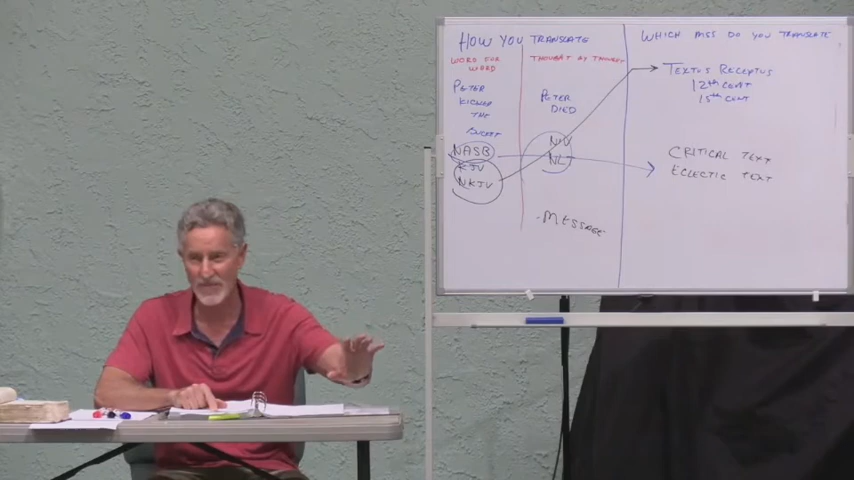 HOW YOU TRANSLATE
WORD FOR WORD
THOUGHT BY THOUGHT
PETER
KICKED
THE
BUCKET
PETER
DIED
NASB
KJV
NKJV
NIV
NL
-MESSAGE
WHICH MSS DO YOU TRANSLATE
TEXTUS RECEPTUS
12th CENT
15th CENT
CRITICAL TEXT
ECLECTIC TEXT